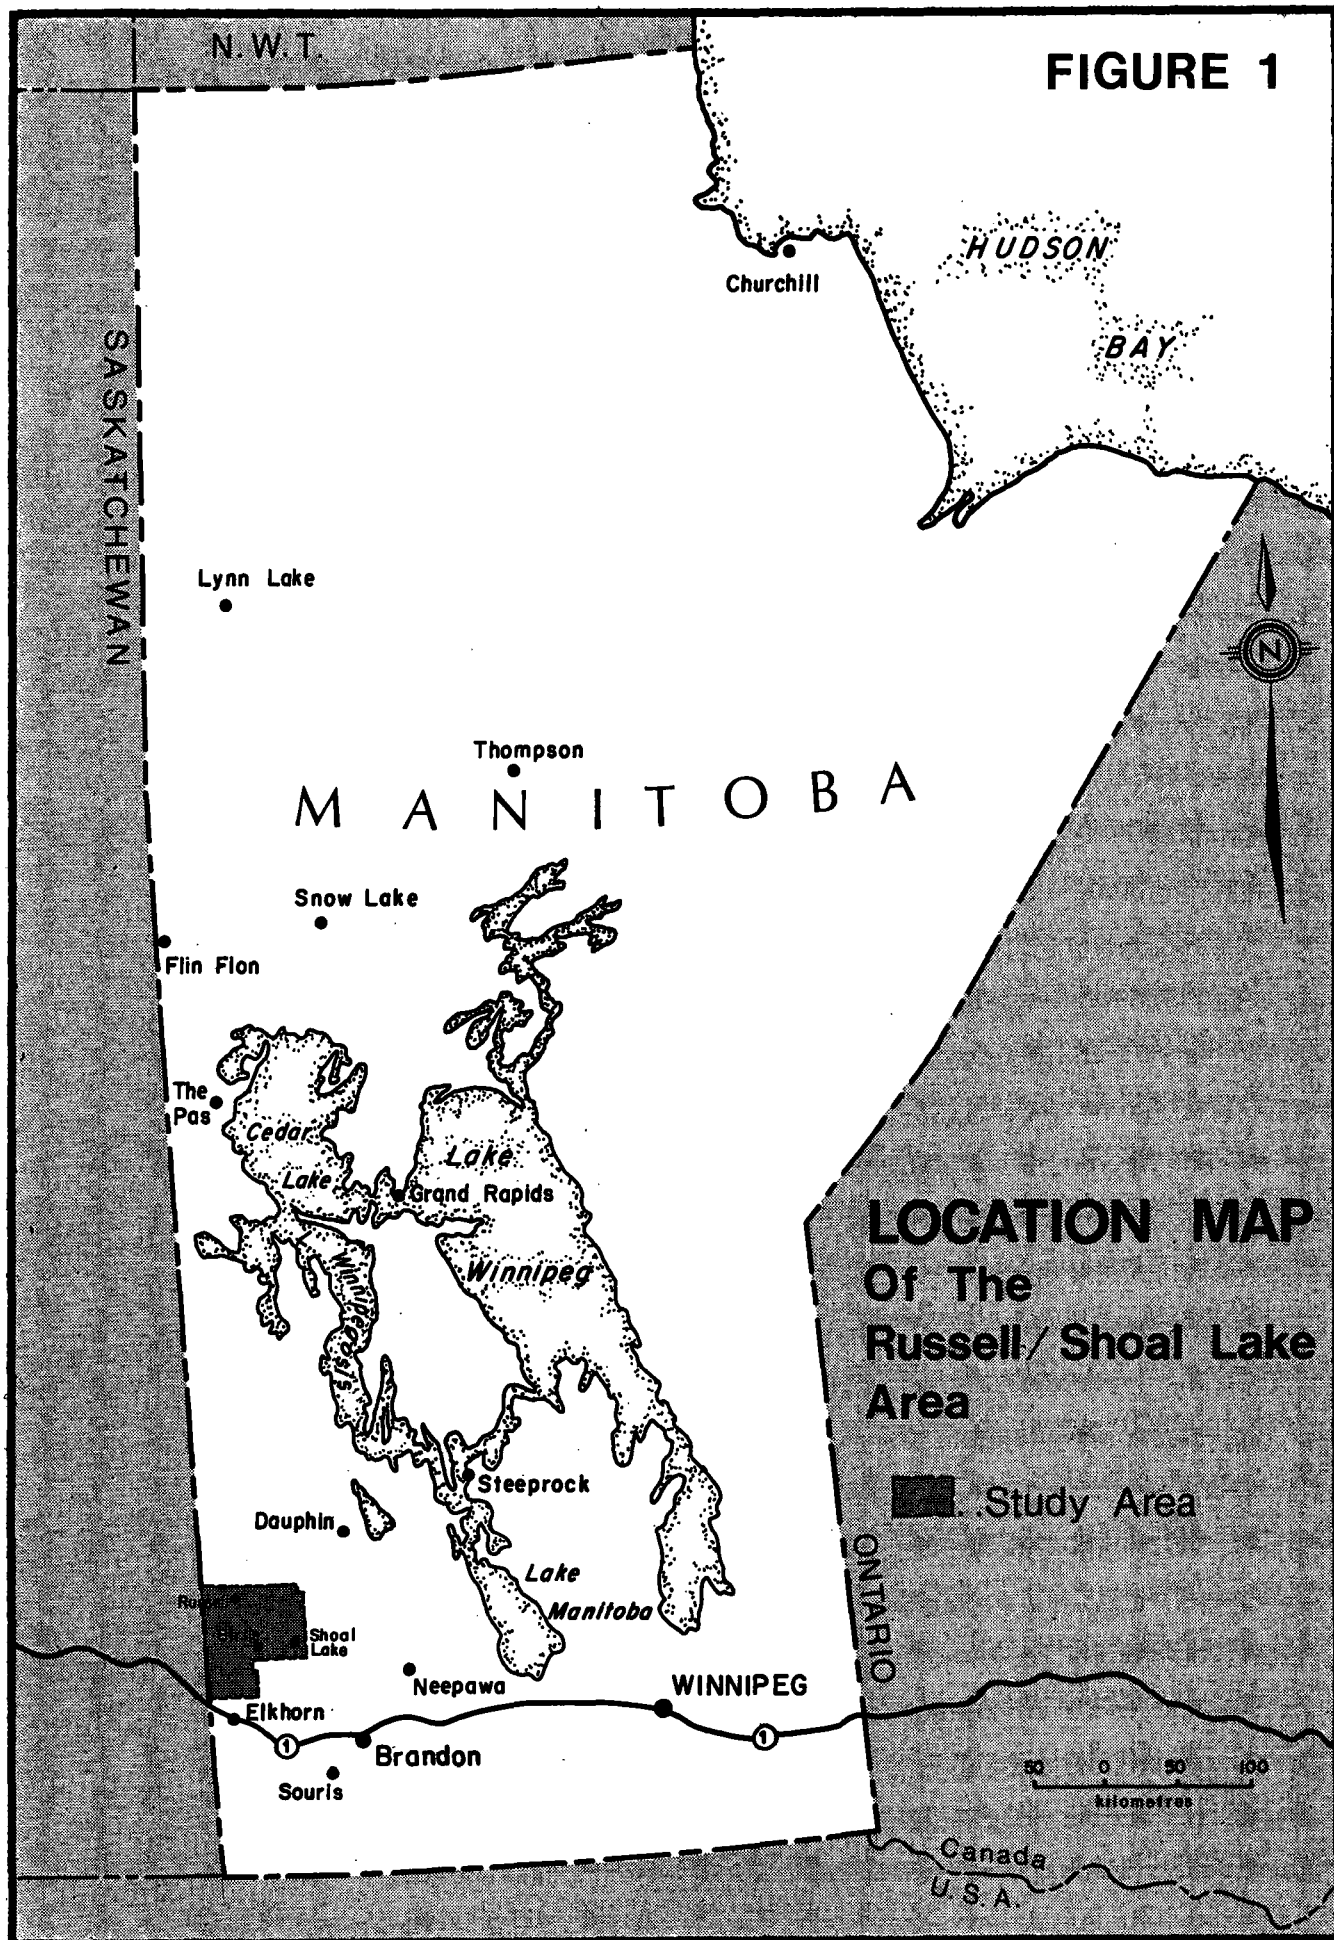 N.W.T.
FIGURE 1
HUDSON
BAY
Churchill
SASKATCHEWAN
Lynn Lake
N
Thompson
MANITOBA
Snow Lake
Flin Flon
The
Pas
Cedar
Lake
Lake
Winnipeg
Grand Rapids
Winnipegosis
LOCATION MAP
Of The
Russell/Shoal Lake
Area
Steeprock
..Study Area
Dauphin
ONTARIO
Lake
Manitoba
Russell
Shoal
Lake
Neepawa
WINNIPEG
Elkhorn
1
1
Brandon
Souris
50 0 50 100
kilometres
Canada
U.S.A.